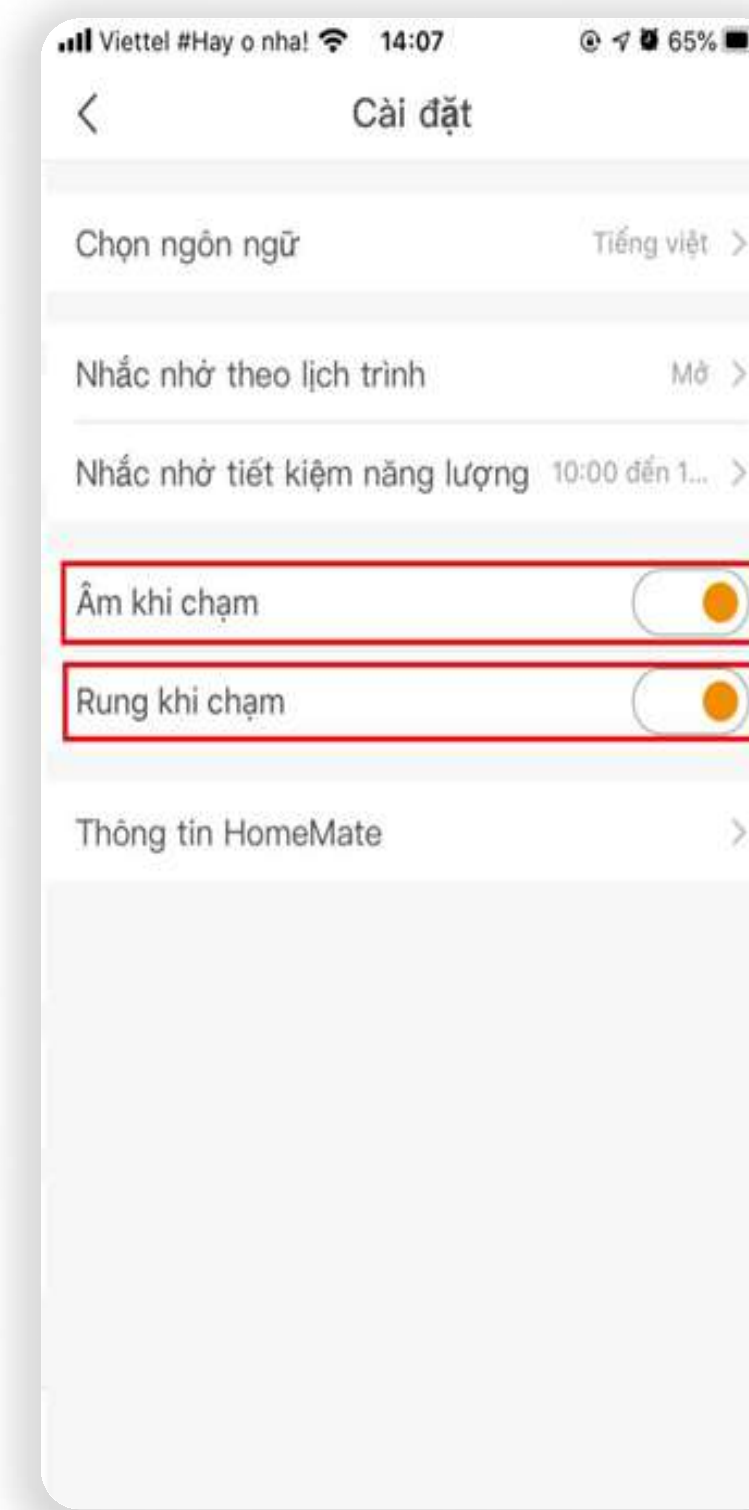 Viettel #Hay o nha! 14:07 65%
Cài đặt
Chọn ngôn ngữ Tiếng việt
Nhắc nhở theo lịch trình Mở
Nhắc nhở tiết kiệm năng lượng 10:00 đến 1...
Âm khi chạm
Rung khi chạm
Thông tin HomeMate